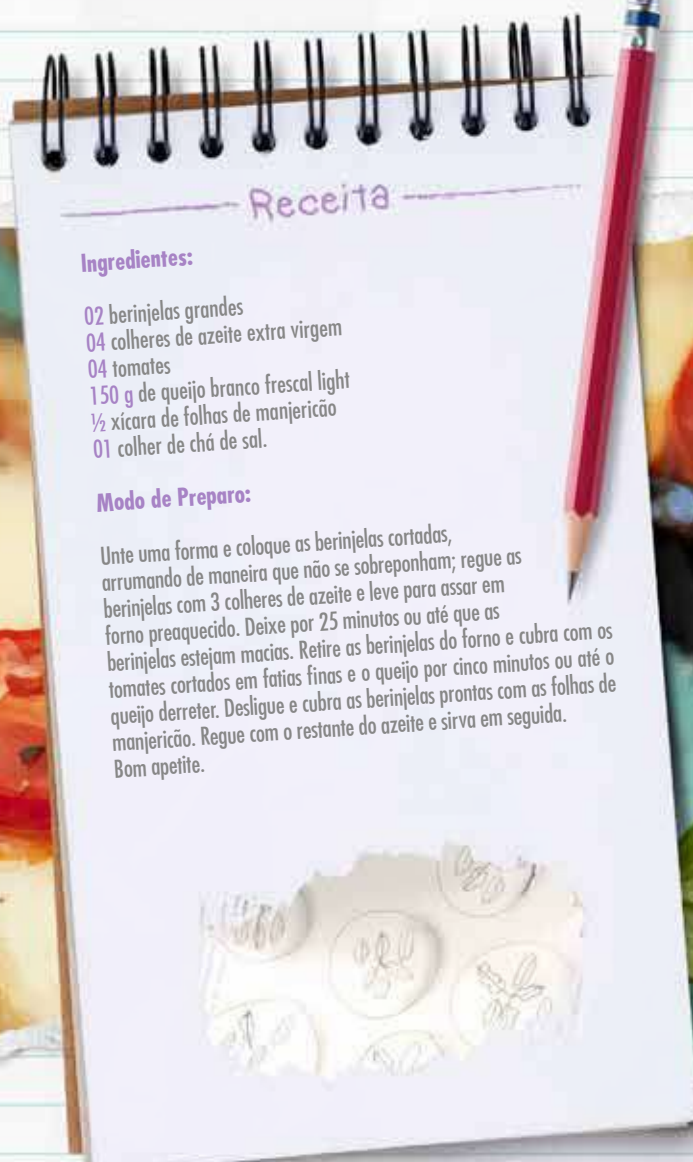 Receita
Ingredientes:
02 berinjelas grandes
04 colheres de azeite extra virgem
04 tomates
150 g de queijo branco frescal light
½ xícara de folhas de manjericão
01 colher de chá de sal.
Modo de Preparo:
Unte uma forma e coloque as berinjelas cortadas,
arrumando de maneira que não se sobreponham; regue as
berinjelas com 3 colheres de azeite e leve para assar em
forno preaquecido. Deixe por 25 minutos ou até que as
berinjelas estejam macias. Retire as berinjelas do forno e cubra com os
tomates cortados em fatias finas e o queijo por cinco minutos ou até o
queijo derreter. Desligue e cubra as berinjelas prontas com as folhas de
manjericão. Regue com o restante do azeite e sirva em seguida.
Bom apetite.